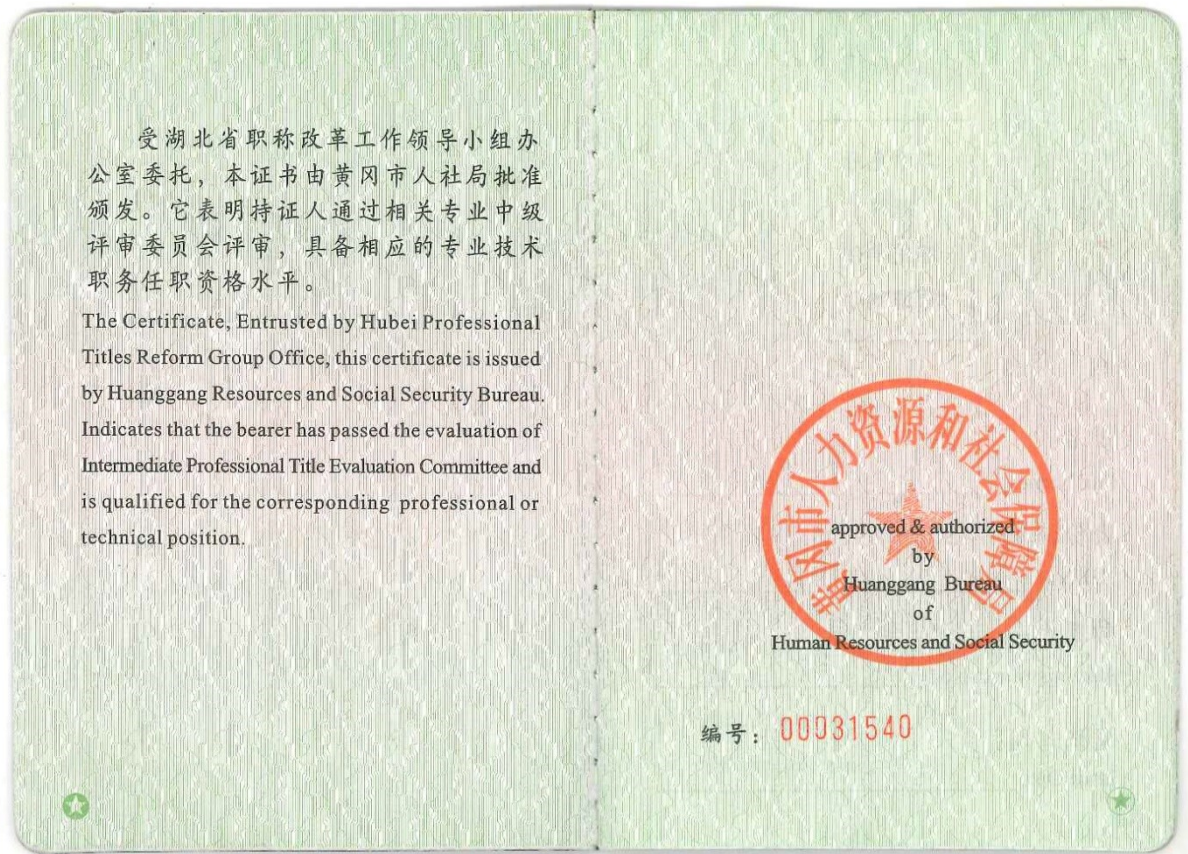 受湖北省职称改革工作领导小组办
公室委托，本证书由黄冈市人社局批准
颁发。它表明持证人通过相关专业中级
评审委员会评审，具备相应的专业技术
职务任职资格水平。
The Certificate, Entrusted by Hubei Professional
Titles Reform Group Office, this certificate is issued
by Huanggang Resources and Social Security Bureau.
Indicates that the bearer has passed the evaluation of
Intermediate Professional Title Evaluation Committee and
is qualified for the corresponding professional or
technical position.
黄冈市人力资源和社会保障局
approved & authorized
by
Huanggang Bureau
of
Human Resources and Social Security
编号：00031540